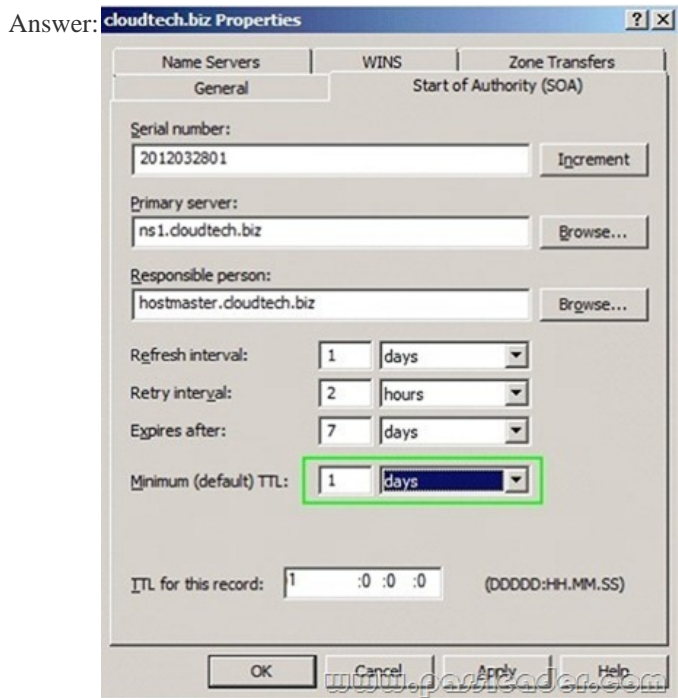 Answer:
cloudtech.biz Properties
Name Servers WINS Zone Transfers
General Start of Authority (SOA)
Serial number:
2012032801 Increment
Primary server:
ns1.cloudtech.biz Browse...
Responsible person:
hostmaster.cloudtech.biz Browse...
Refresh interval: 1 days
Retry interval: 2 hours
Expires after: 7 days
Minimum (default) TTL: 1 days
TTL for this record: 1 :0 :0 :0 (DDDDD:HH.MM.SS)
OK Cancel Apply Help
www.passleader.com